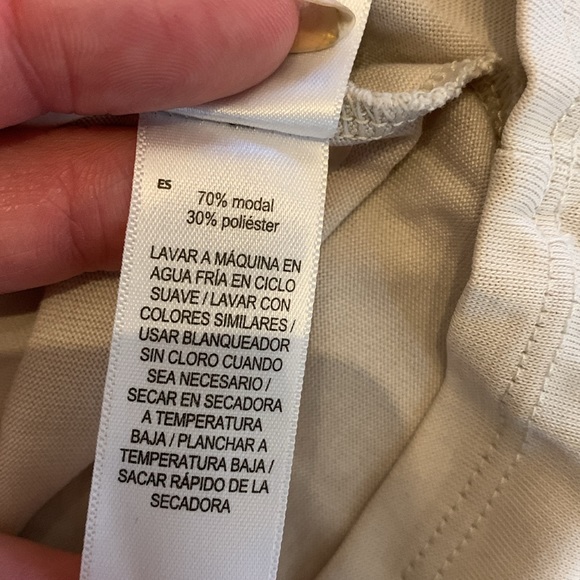 ES
70% modal
30% poliéster
LAVAR A MÁQUINA EN
AGUA FRÍA EN CICLO
SUAVE / LAVAR CON
COLORES SIMILARES /
USAR BLANQUEADOR
SIN CLORO CUANDO
SEA NECESARIO /
SECAR EN SECADORA
A TEMPERATURA
BAJA / PLANCHAR A
TEMPERATURA BAJA /
SACAR RÁPIDO DE LA
SECADORA